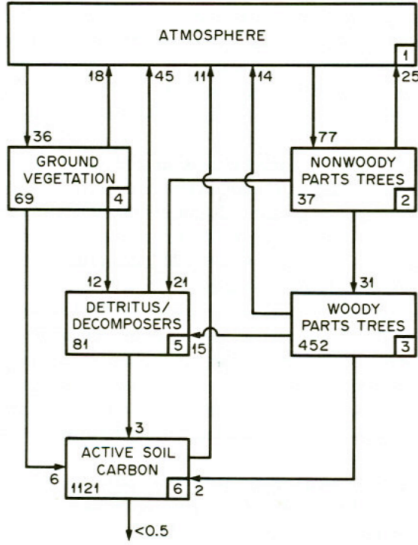 ATMOSPHERE
1
18
45
11
14
25
36
77
GROUND
VEGETATION
69
4
NONWOODY
PARTS TREES
37
2
12
21
31
DETRITUS/
DECOMPOSERS
81
5
15
WOODY
PARTS TREES
452
3
3
ACTIVE SOIL
CARBON
1121
6
6
2
<0.5